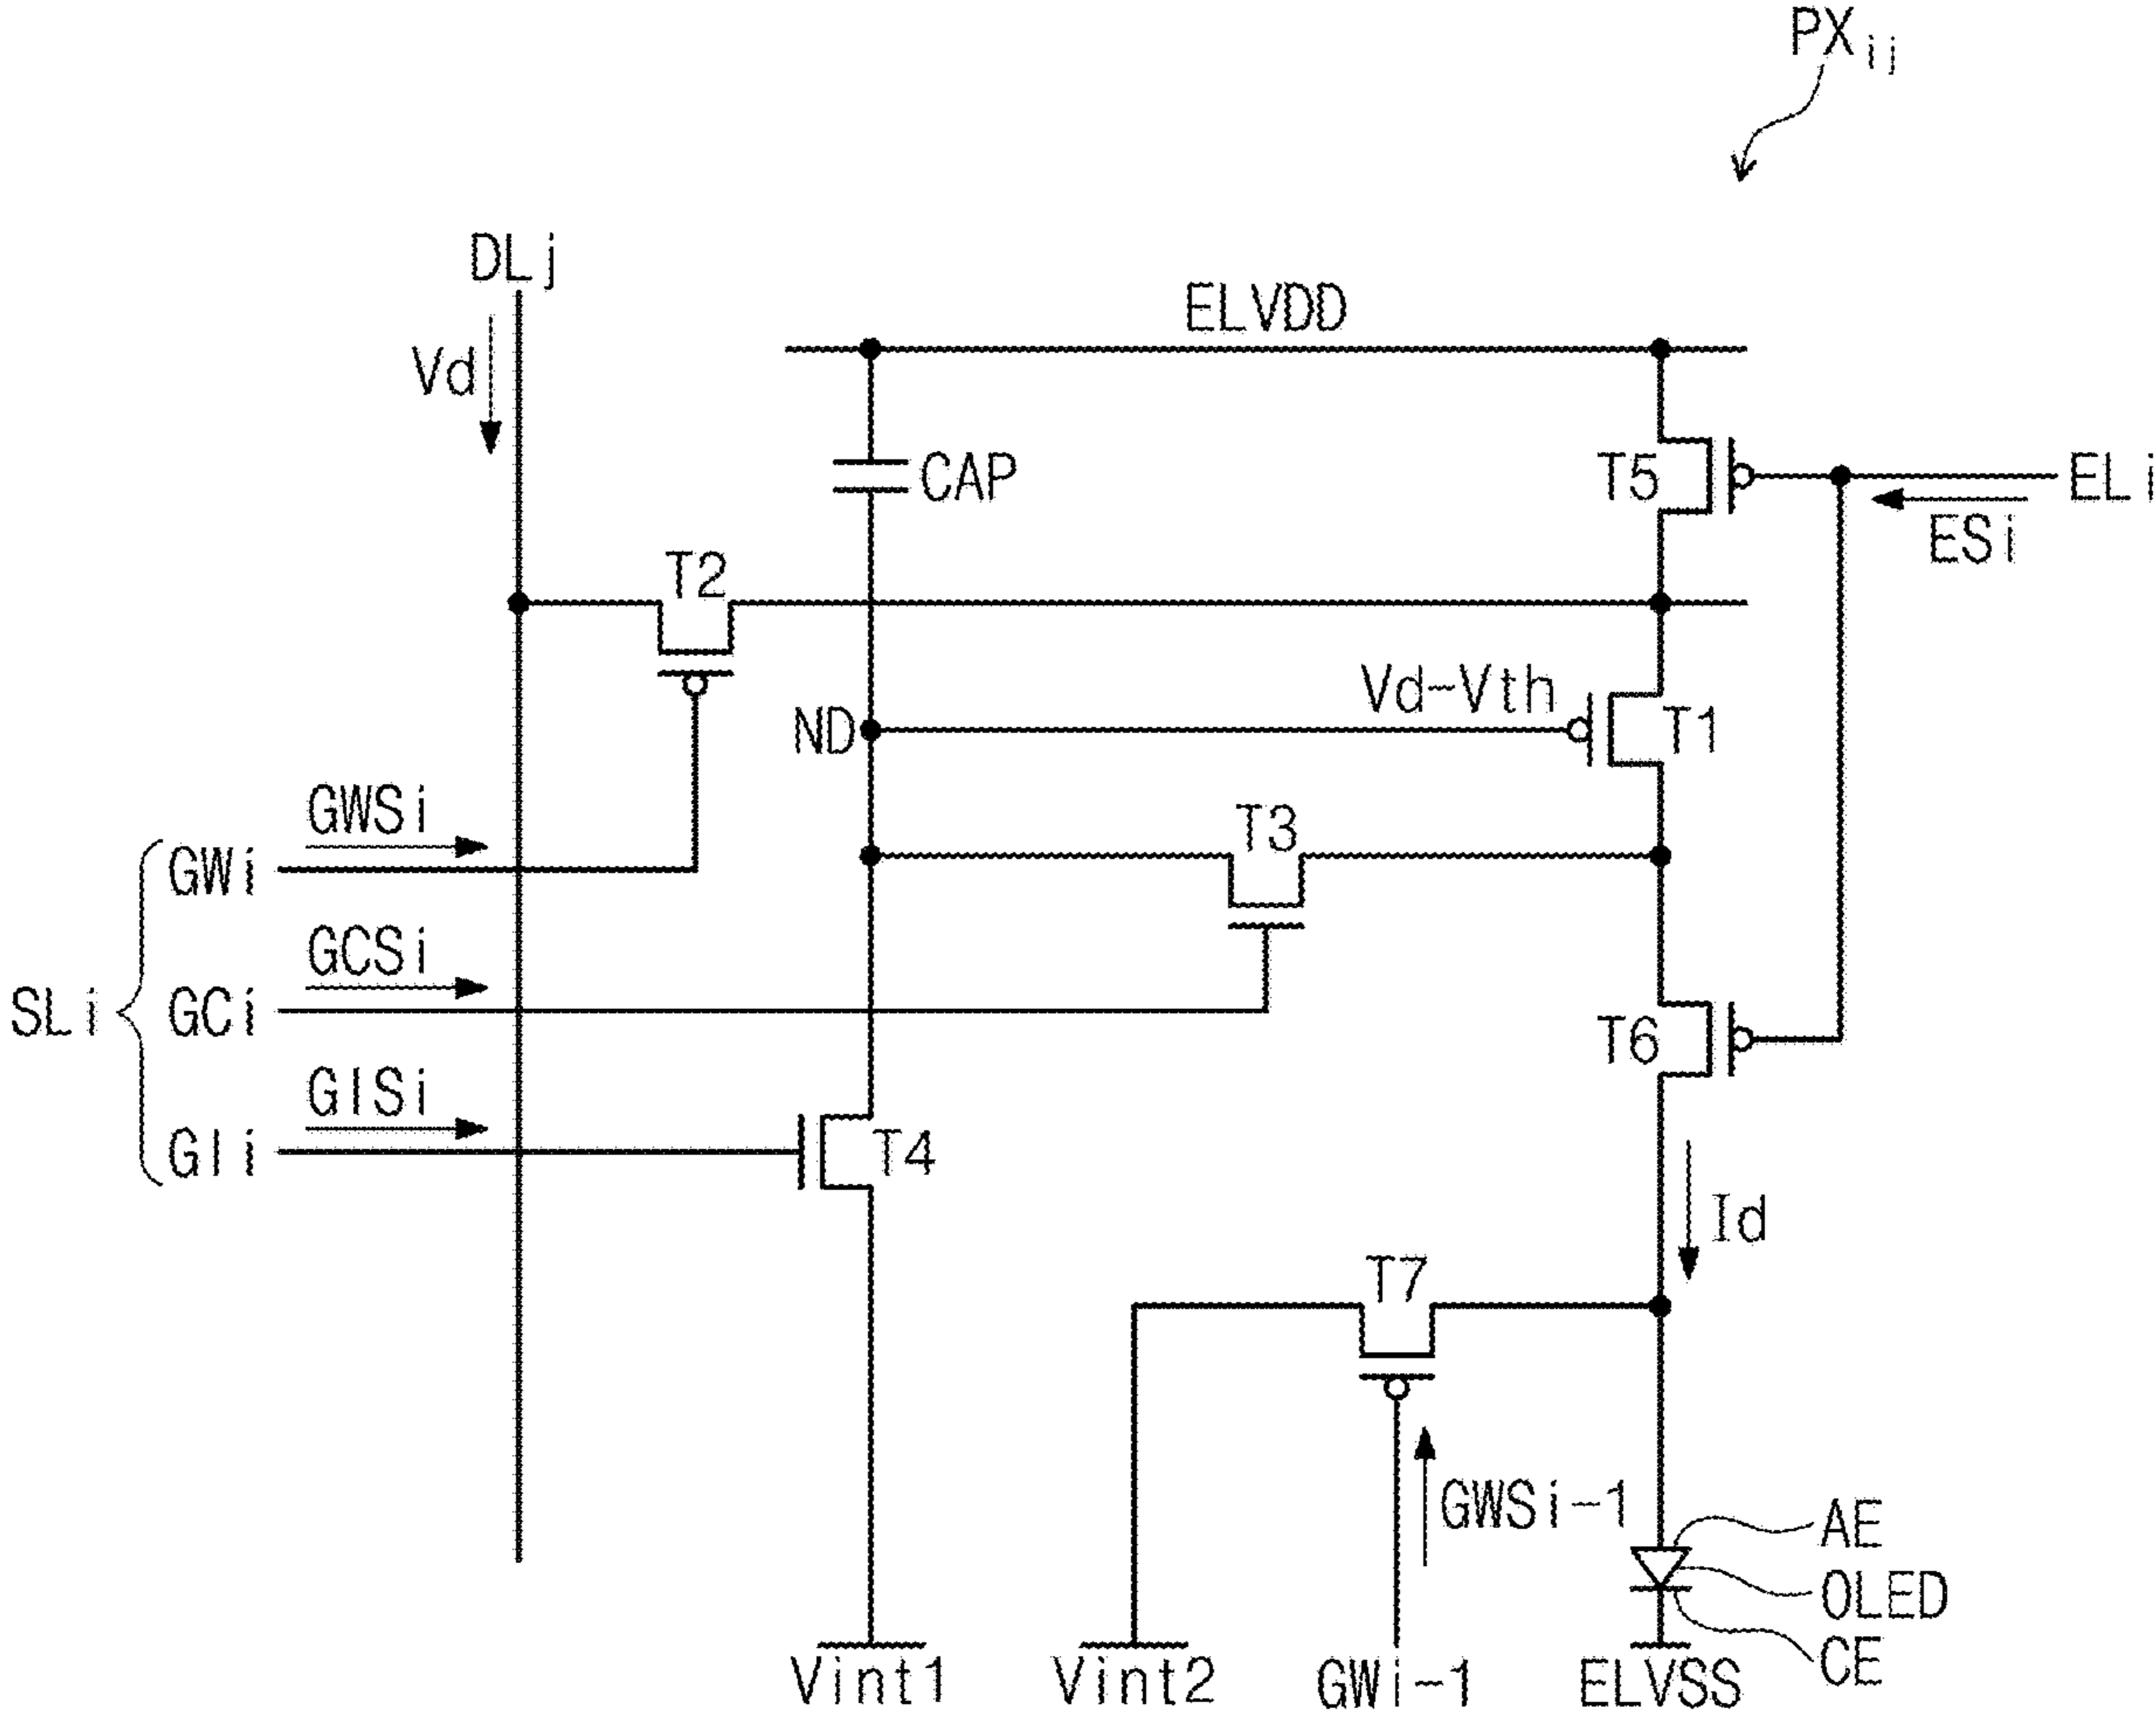 PXij
DLj
ELVDD
Vd
CAP
T5
ELi
ESi
T2
Vd-Vth
ND
T1
GWSi
T3
GWi
GCSi
SLi
GCi
T6
GISi
GIi
T4
Id
T7
GWSi-1
AE
OLED
CE
Vint1
Vint2
GWi-1
ELVSS